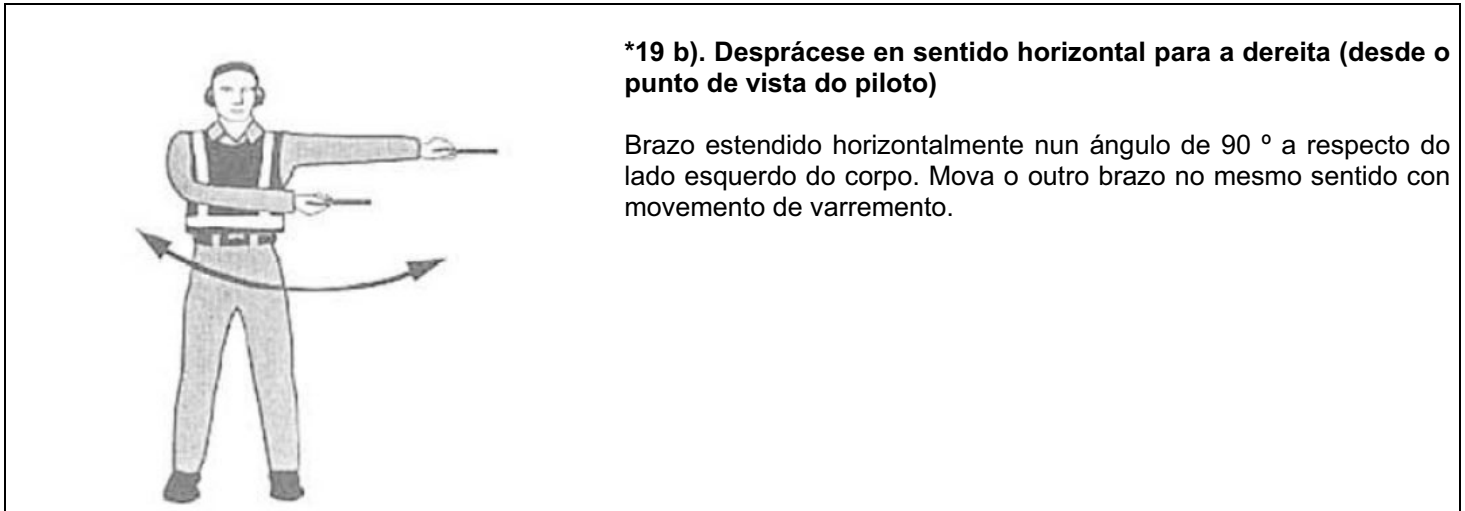 *19 b). Desprácese en sentido horizontal para a dereita (desde o
punto de vista do piloto)
Brazo estendido horizontalmente nun ángulo de 90 º a respecto do
lado esquerdo do corpo. Mova o outro brazo no mesmo sentido con
movemento de varremento.